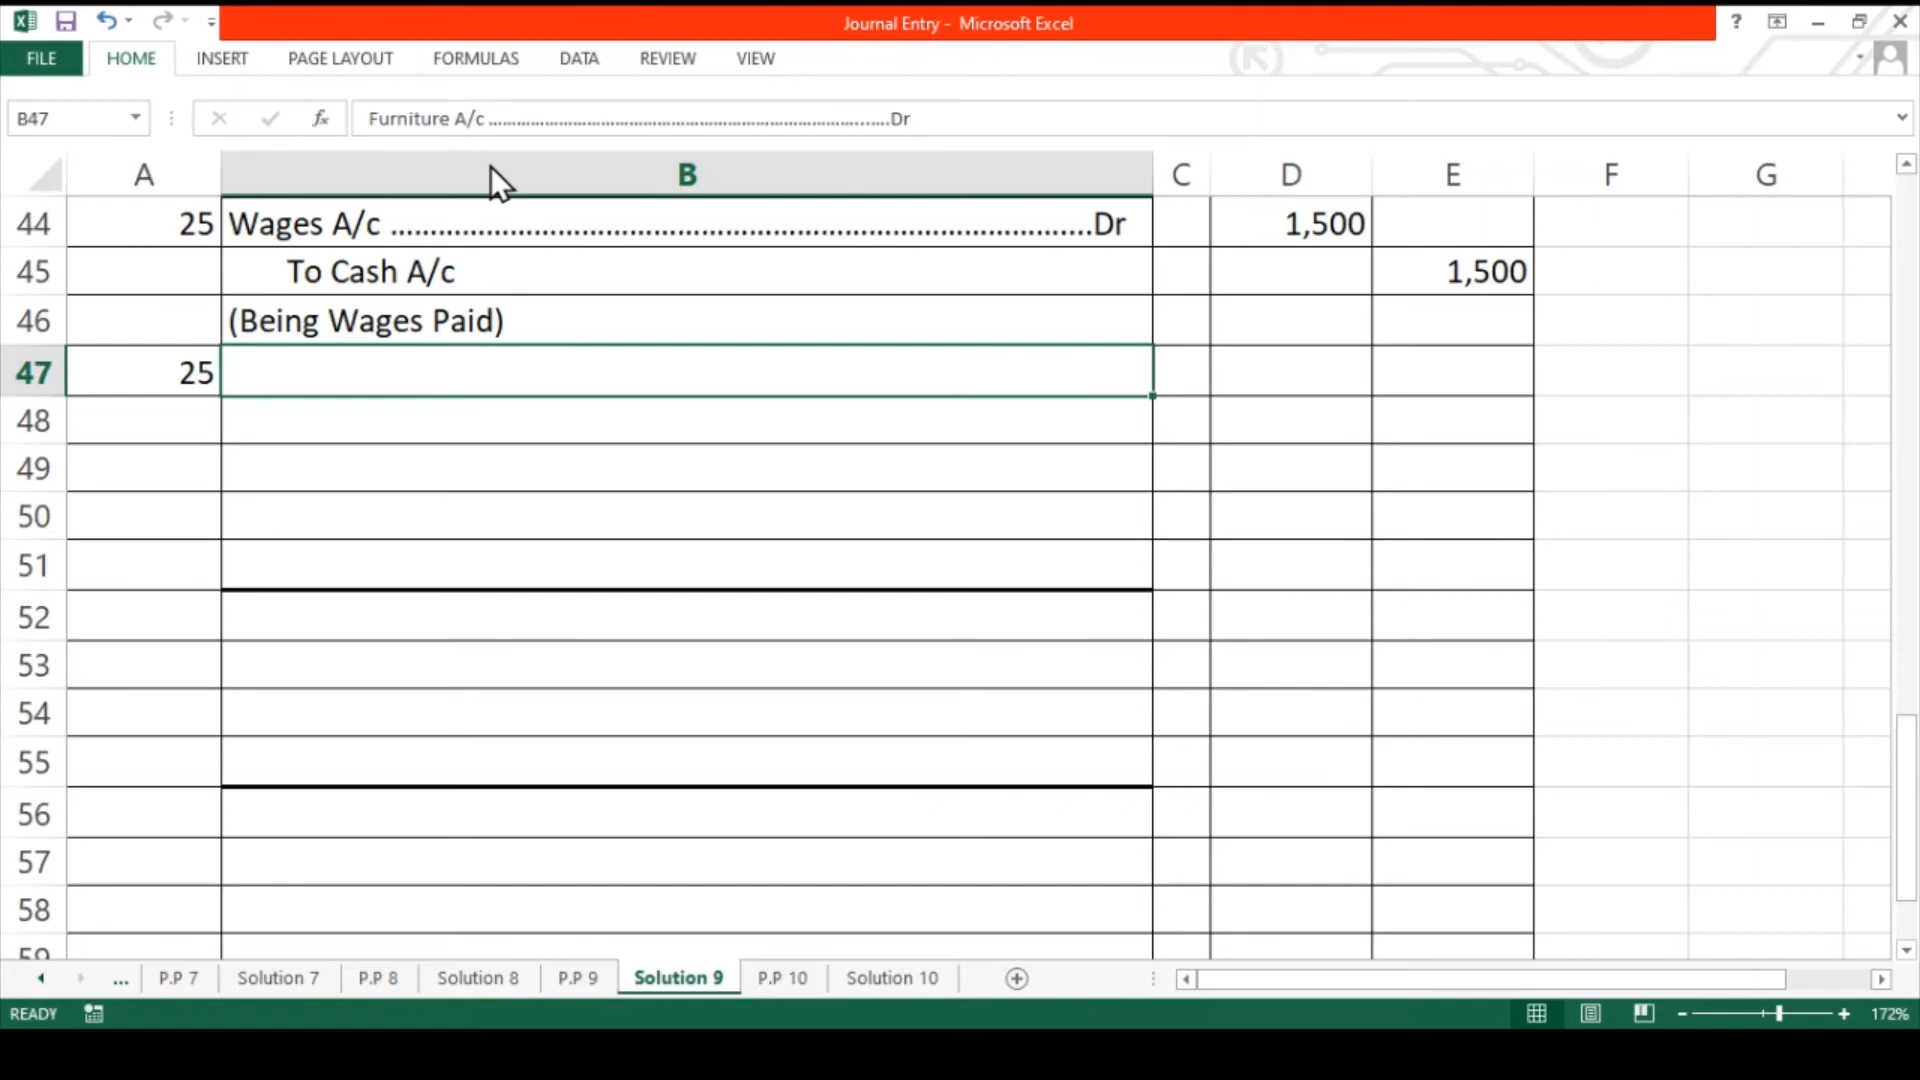 Journal Entry - Microsoft Excel
?
FILE HOME INSERT PAGE LAYOUT FORMULAS DATA REVIEW VIEW
B47 fx Furniture A/c ...........................................................................................Dr
A B C D E F G
44 25 Wages A/c ........................................................................................Dr 1,500
45 To Cash A/c 1,500
46 (Being Wages Paid)
47 25
48
49
50
51
52
53
54
55
56
57
58
59
... P.P 7 Solution 7 P.P 8 Solution 8 P.P 9 Solution 9 P.P 10 Solution 10
READY 172%